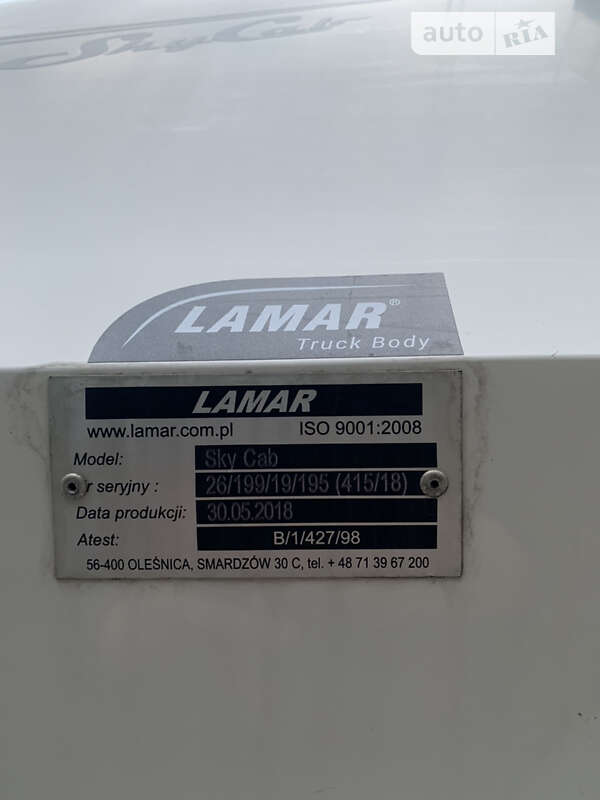 Sky Cab
auto RIA
LAMAR®
Truck Body
LAMAR
www.lamar.com.pl ISO 9001:2008
Model: Sky Cab
r seryjny : 26/199/19/195 (415/18)
Data produkcji: 30.05.2018
Atest: B/1/427/98
56-400 OLEŚNICA, SMARDZÓW 30 C, tel. + 48 71 39 67 200